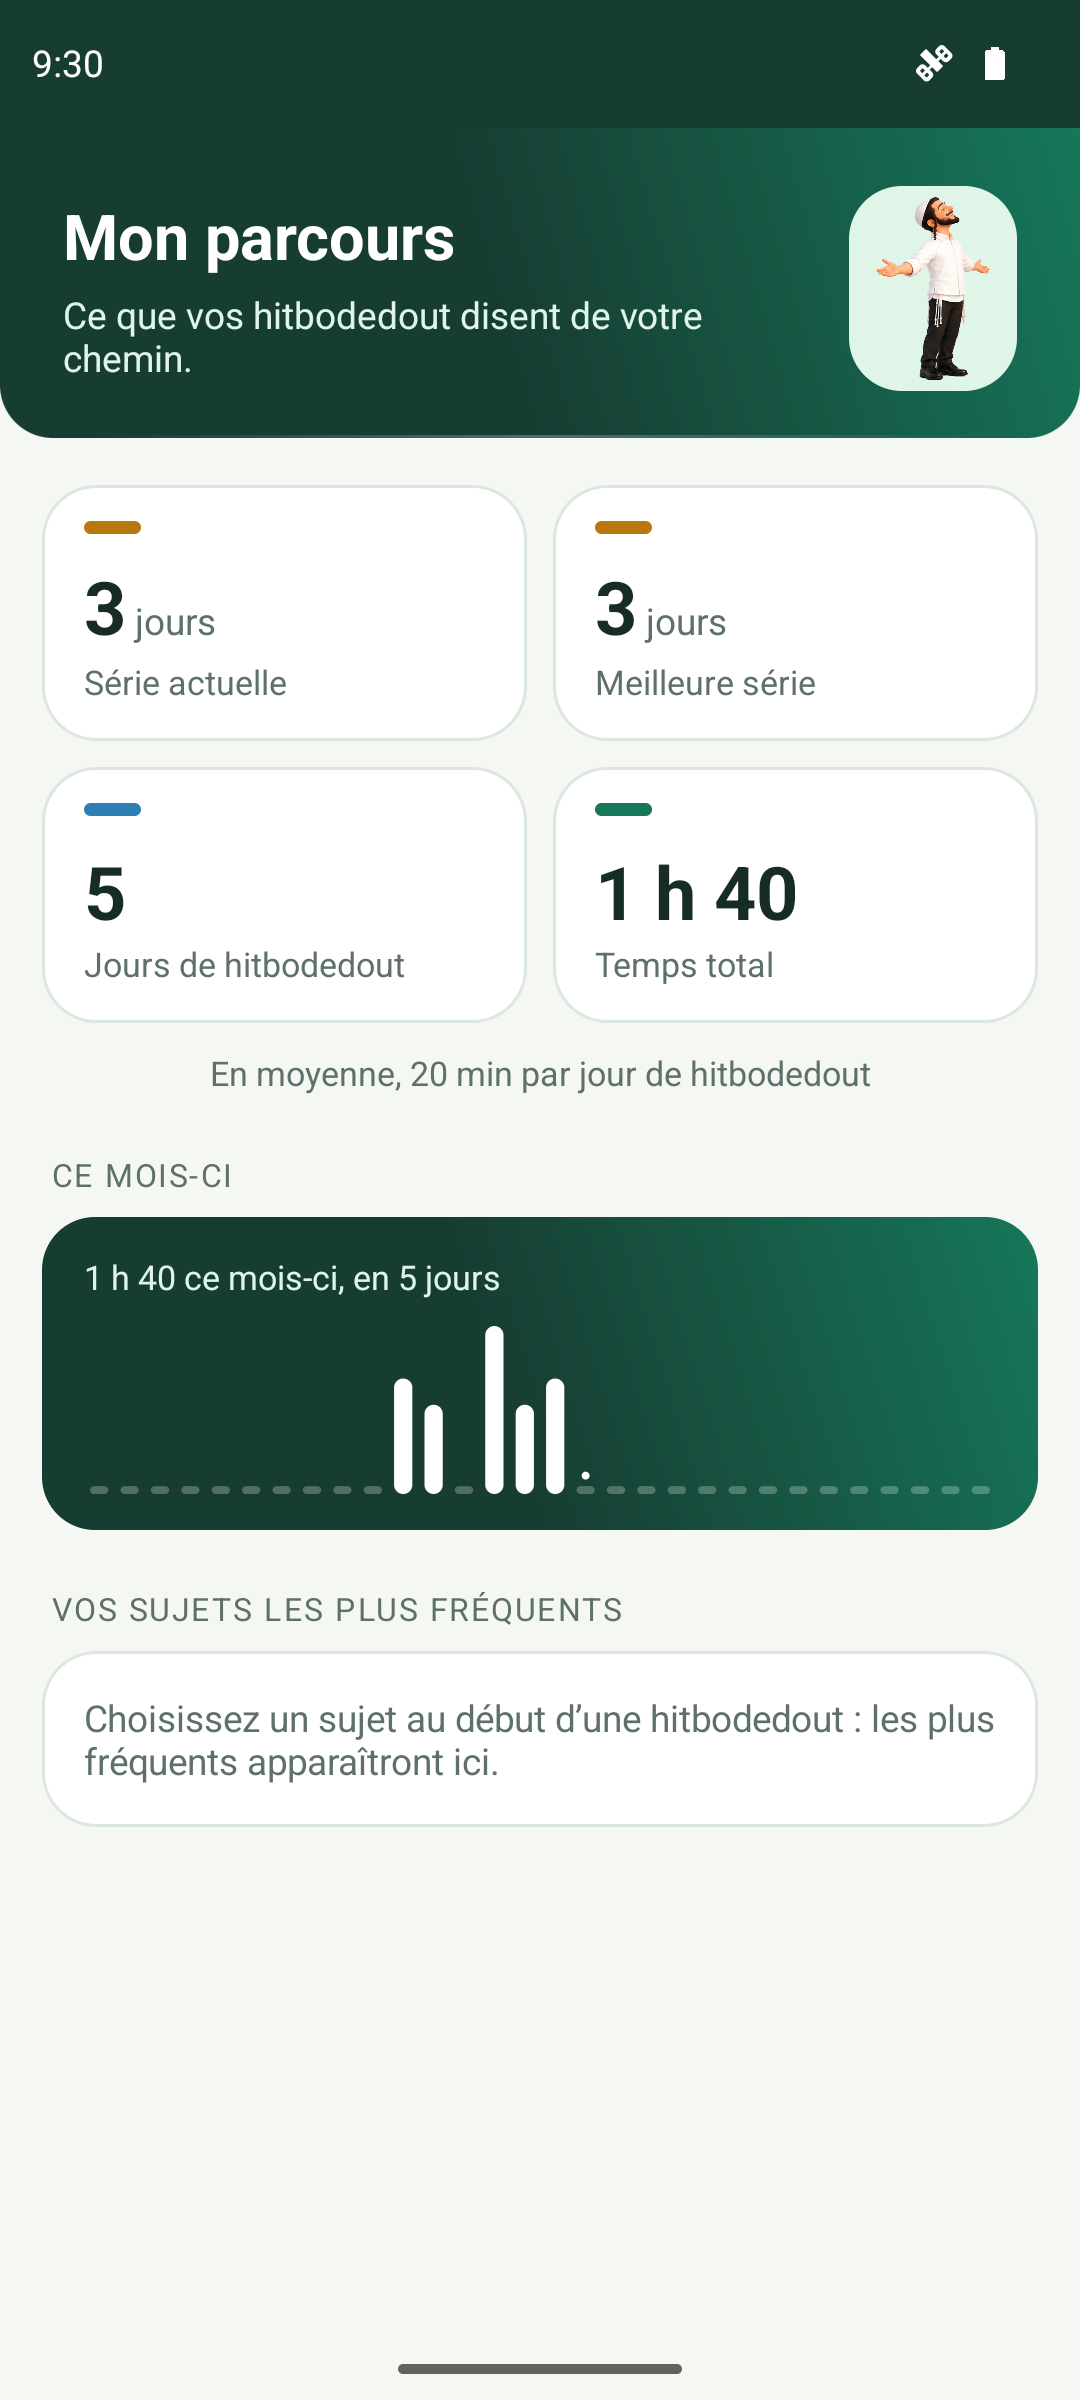 9:30
Mon parcours
Ce que vos hitbodedout disent de votre
chemin.
3 jours
Série actuelle
3 jours
Meilleure série
5
Jours de hitbodedout
1 h 40
Temps total
En moyenne, 20 min par jour de hitbodedout
CE MOIS-CI
1 h 40 ce mois-ci, en 5 jours
VOS SUJETS LES PLUS FRÉQUENTS
Choisissez un sujet au début d’une hitbodedout : les plus
fréquents apparaîtront ici.